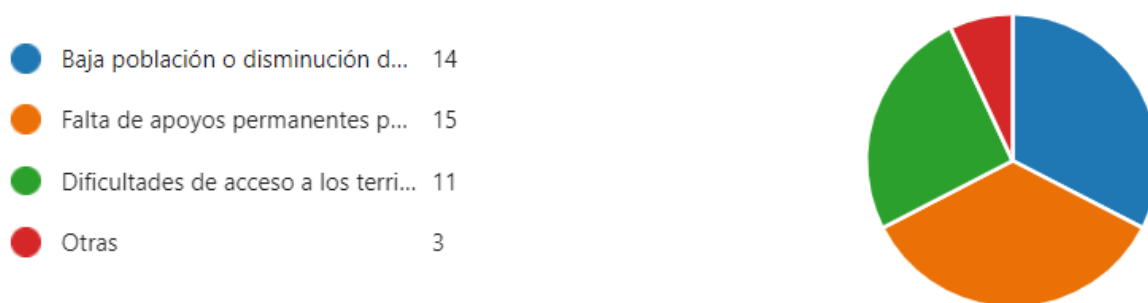 Baja población o disminución d... 14
Falta de apoyos permanentes p... 15
Dificultades de acceso a los terri... 11
Otras 3